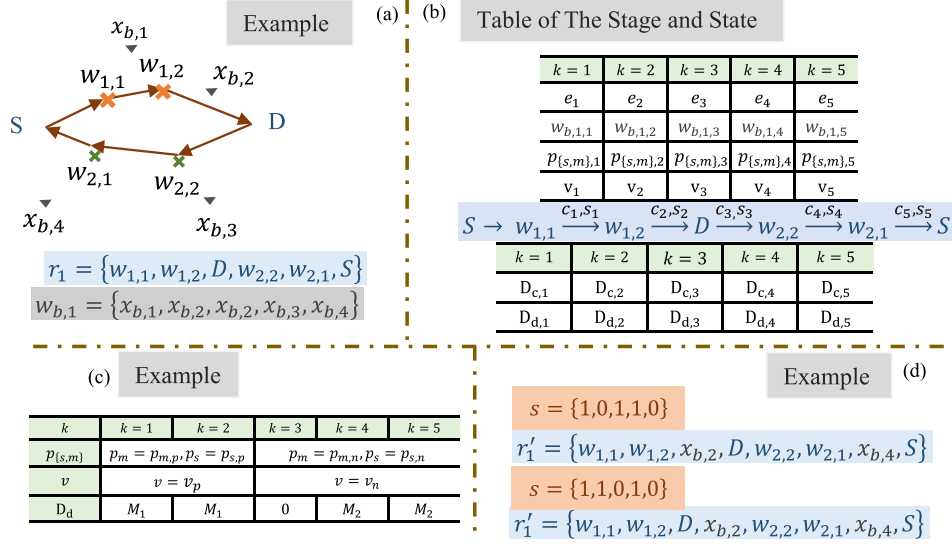 (a)
Example
x_{b,1}
w_{1,1} w_{1,2}
x_{b,2}
S
D
w_{2,1}
w_{2,2}
x_{b,4}
x_{b,3}
r_1 = {w_{1,1}, w_{1,2}, D, w_{2,2}, w_{2,1}, S}
w_{b,1} = {x_{b,1}, x_{b,2}, x_{b,2}, x_{b,3}, x_{b,4}}
(b)
Table of The Stage and State
k = 1 k = 2 k = 3 k = 4 k = 5
e_1 e_2 e_3 e_4 e_5
w_{b,1,1} w_{b,1,2} w_{b,1,3} w_{b,1,4} w_{b,1,5}
p_{{s,m},1} p_{{s,m},2} p_{{s,m},3} p_{{s,m},4} p_{{s,m},5}
v_1 v_2 v_3 v_4 v_5
c_1,s_1 c_2,s_2 c_3,s_3 c_4,s_4 c_5,s_5
S → w_{1,1} → w_{1,2} → D → w_{2,2} → w_{2,1} → S
k = 1 k = 2 k = 3 k = 4 k = 5
D_{c,1} D_{c,2} D_{c,3} D_{c,4} D_{c,5}
D_{d,1} D_{d,2} D_{d,3} D_{d,4} D_{d,5}
(c)
Example
k k = 1 k = 2 k = 3 k = 4 k = 5
p_{{s,m}} p_m = p_{m,p}, p_s = p_{s,p} p_m = p_{m,n}, p_s = p_{s,n}
v v = v_p v = v_n
D_d M_1 M_1 0 M_2 M_2
Example
(d)
s = {1,0,1,1,0}
r_1' = {w_{1,1}, w_{1,2}, x_{b,2}, D, w_{2,2}, w_{2,1}, x_{b,4}, S}
s = {1,1,0,1,0}
r_1' = {w_{1,1}, w_{1,2}, D, x_{b,2}, w_{2,2}, w_{2,1}, x_{b,4}, S}